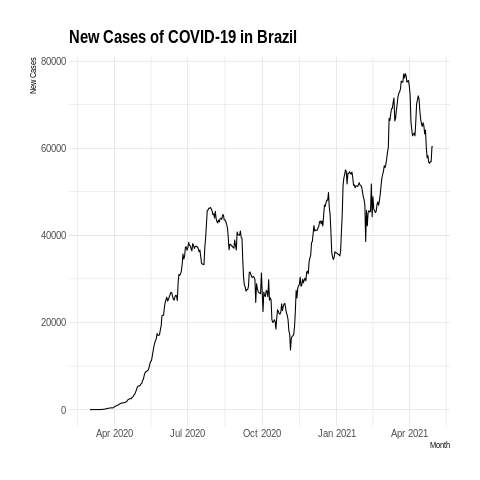 New Cases of COVID-19 in Brazil
New Cases
80000
60000
40000
20000
0
Apr 2020 Jul 2020 Oct 2020 Jan 2021 Apr 2021
Month